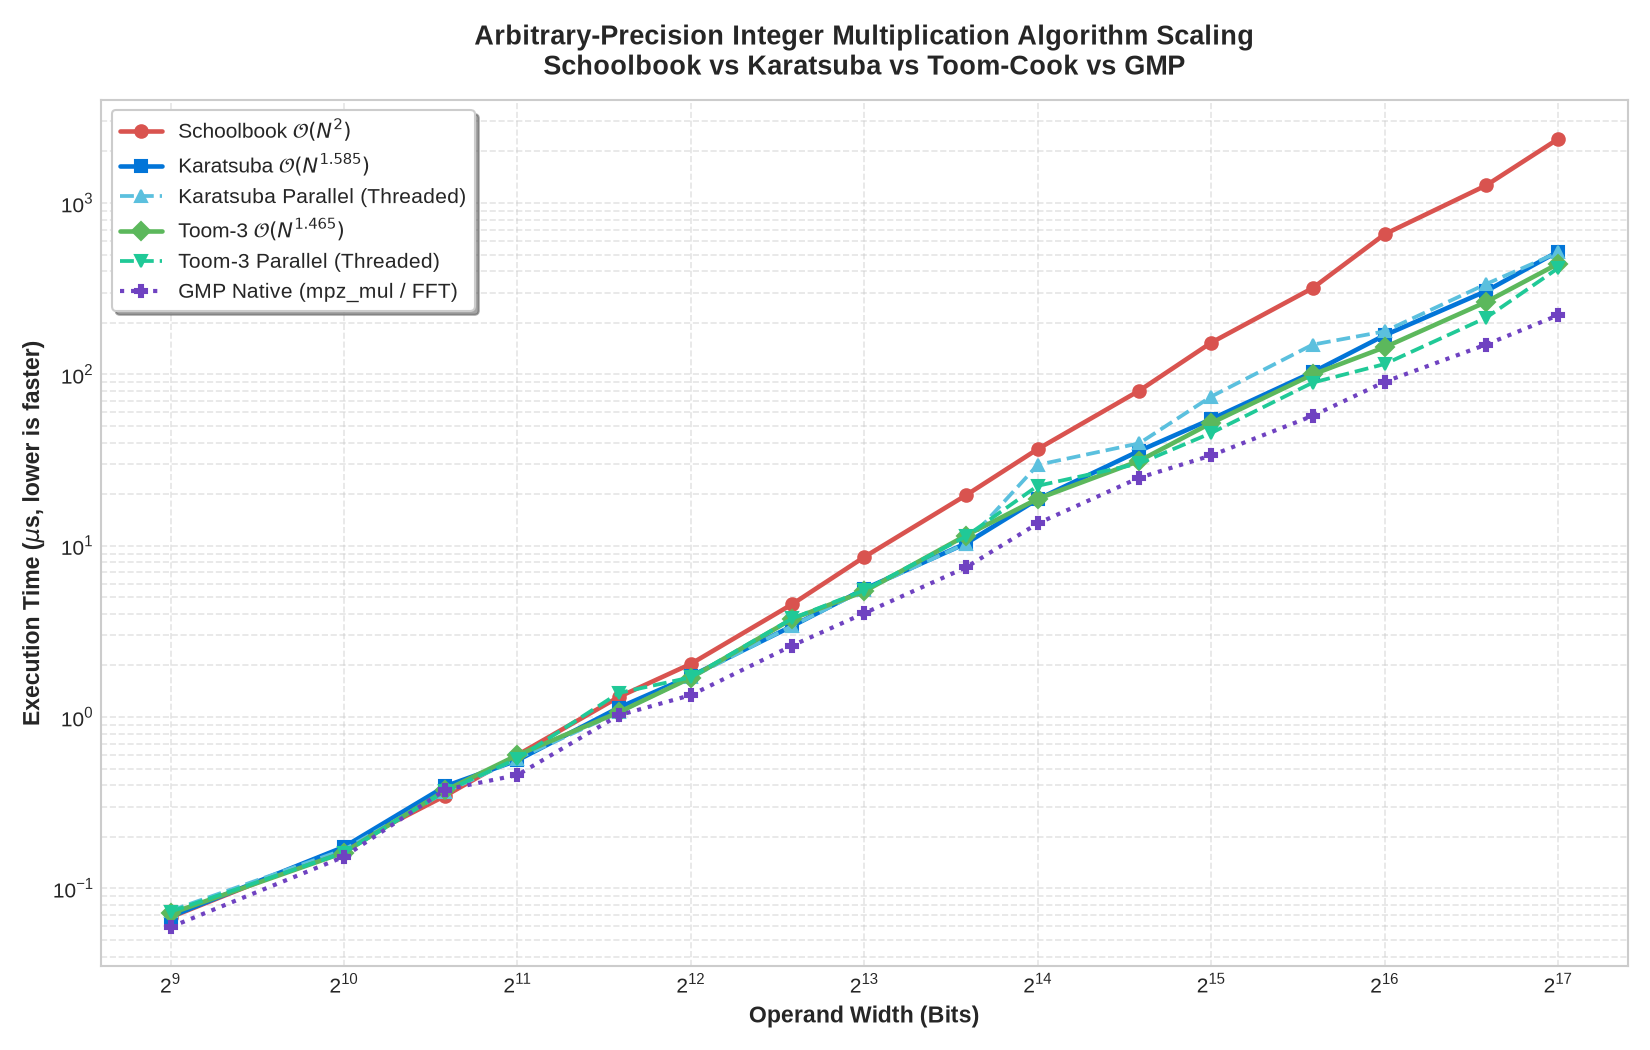 Arbitrary-Precision Integer Multiplication Algorithm Scaling
Schoolbook vs Karatsuba vs Toom-Cook vs GMP
Schoolbook 𝒪(N²)
Karatsuba 𝒪(N¹·⁵⁸⁵)
Karatsuba Parallel (Threaded)
Toom-3 𝒪(N¹·⁴⁶⁵)
Toom-3 Parallel (Threaded)
GMP Native (mpz_mul / FFT)
Execution Time (μs, lower is faster)
10³
10²
10¹
10⁰
10⁻¹
2⁹ 2¹⁰ 2¹¹ 2¹² 2¹³ 2¹⁴ 2¹⁵ 2¹⁶ 2¹⁷
Operand Width (Bits)